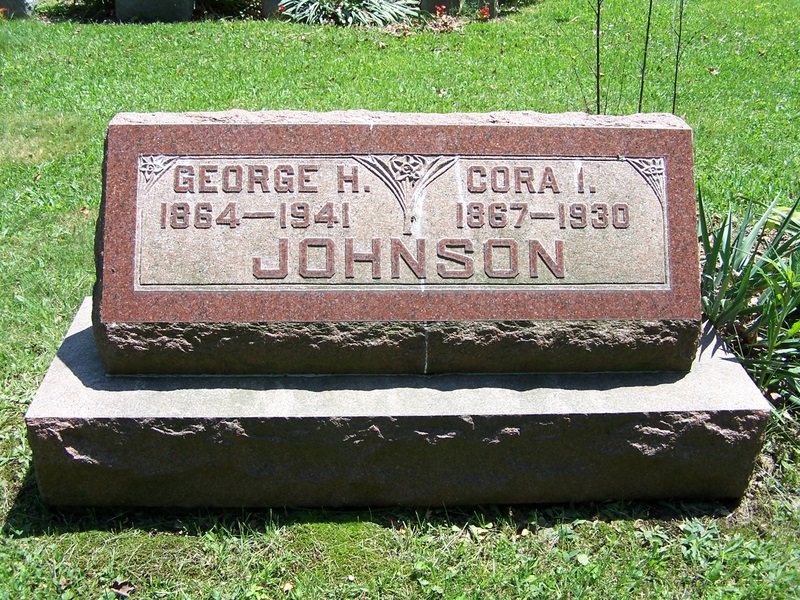 GEORGE H. CORA I.
1864—1941 1867—1930
JOHNSON